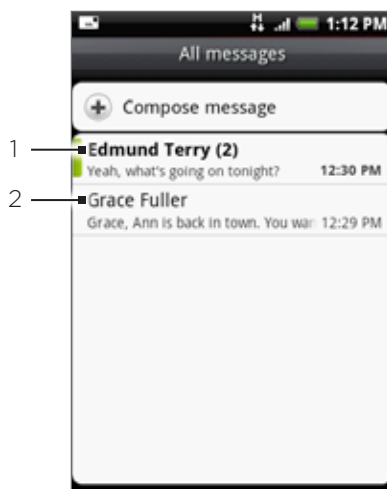 H 1:12 PM
All messages
Compose message
1 Edmund Terry (2)
Yeah, what's going on tonight? 12:30 PM
2 Grace Fuller
Grace, Ann is back in town. You wan 12:29 PM